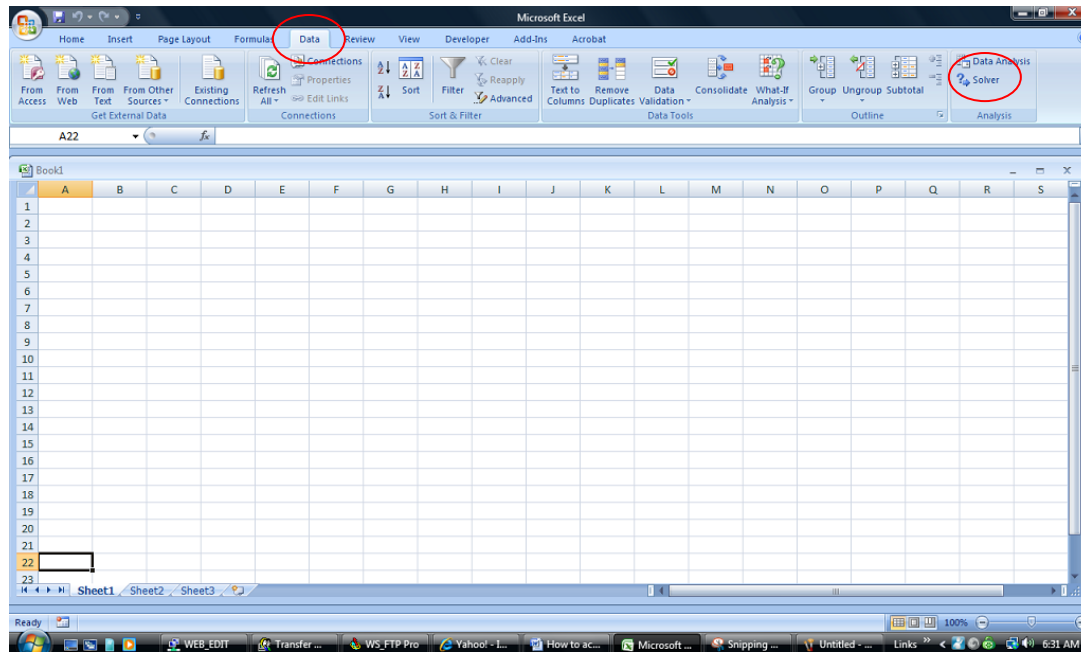 Microsoft Excel
Home Insert Page Layout Formulas Data Review View Developer Add-Ins Acrobat
From Access
From Web
From Text
From Other Sources
Existing Connections
Get External Data
Refresh All
Connections
Properties
Edit Links
Connections
Sort
Filter
Clear
Reapply
Advanced
Sort & Filter
Text to Columns
Remove Duplicates
Data Validation
Consolidate
What-If Analysis
Data Tools
Group
Ungroup
Subtotal
Outline
Data Analysis
Solver
Analysis
A22 fx
Book1
A B C D E F G H I J K L M N O P Q R S
1
2
3
4
5
6
7
8
9
10
11
12
13
14
15
16
17
18
19
20
21
22
23
Sheet1 Sheet2 Sheet3
Ready 100%
WEB_EDIT Transfer ... WS_FTP Pro Yahoo! - I... How to ac... Microsoft ... Snipping ... Untitled - ... Links » < 6:31 AM